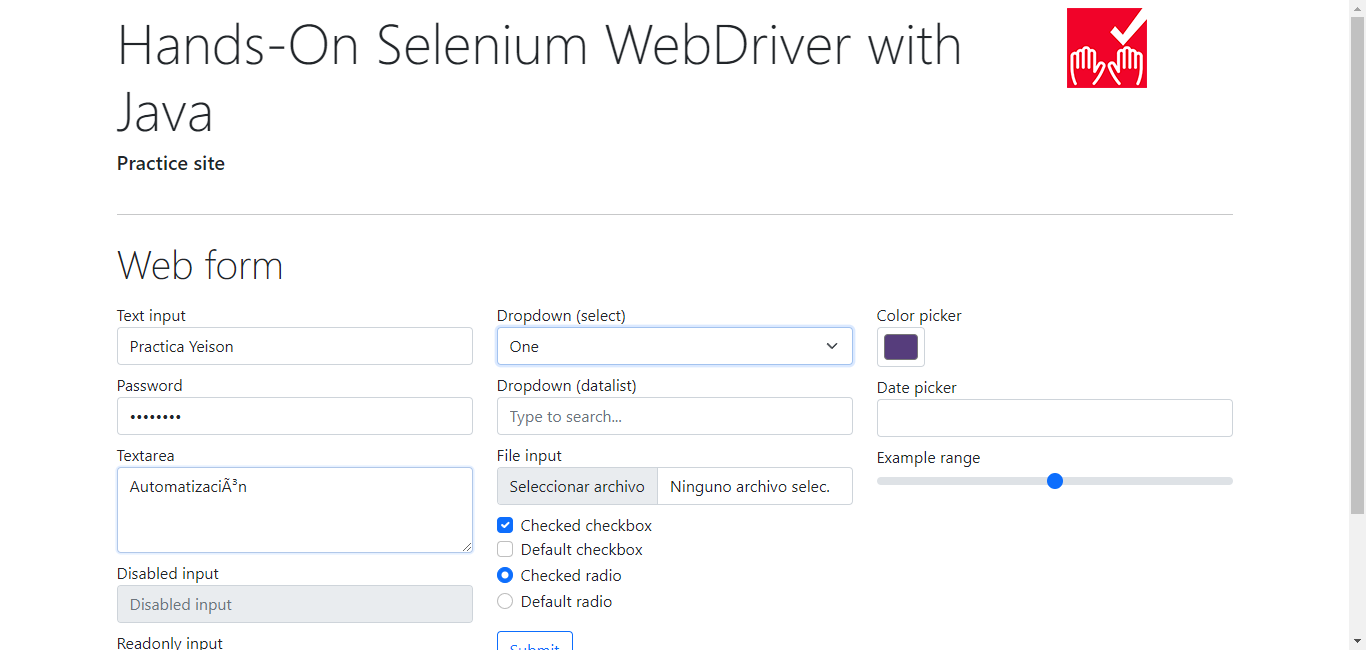 Hands-On Selenium WebDriver with
Java
Practice site
Web form
Text input
Practica Yeison
Password
••••••••
Textarea
AutomatizaciÃ³n
Disabled input
Disabled input
Readonly input
Dropdown (select)
One
Dropdown (datalist)
Type to search...
File input
Seleccionar archivo Ninguno archivo selec.
Checked checkbox
Default checkbox
Checked radio
Default radio
Submit
Color picker
Date picker
Example range